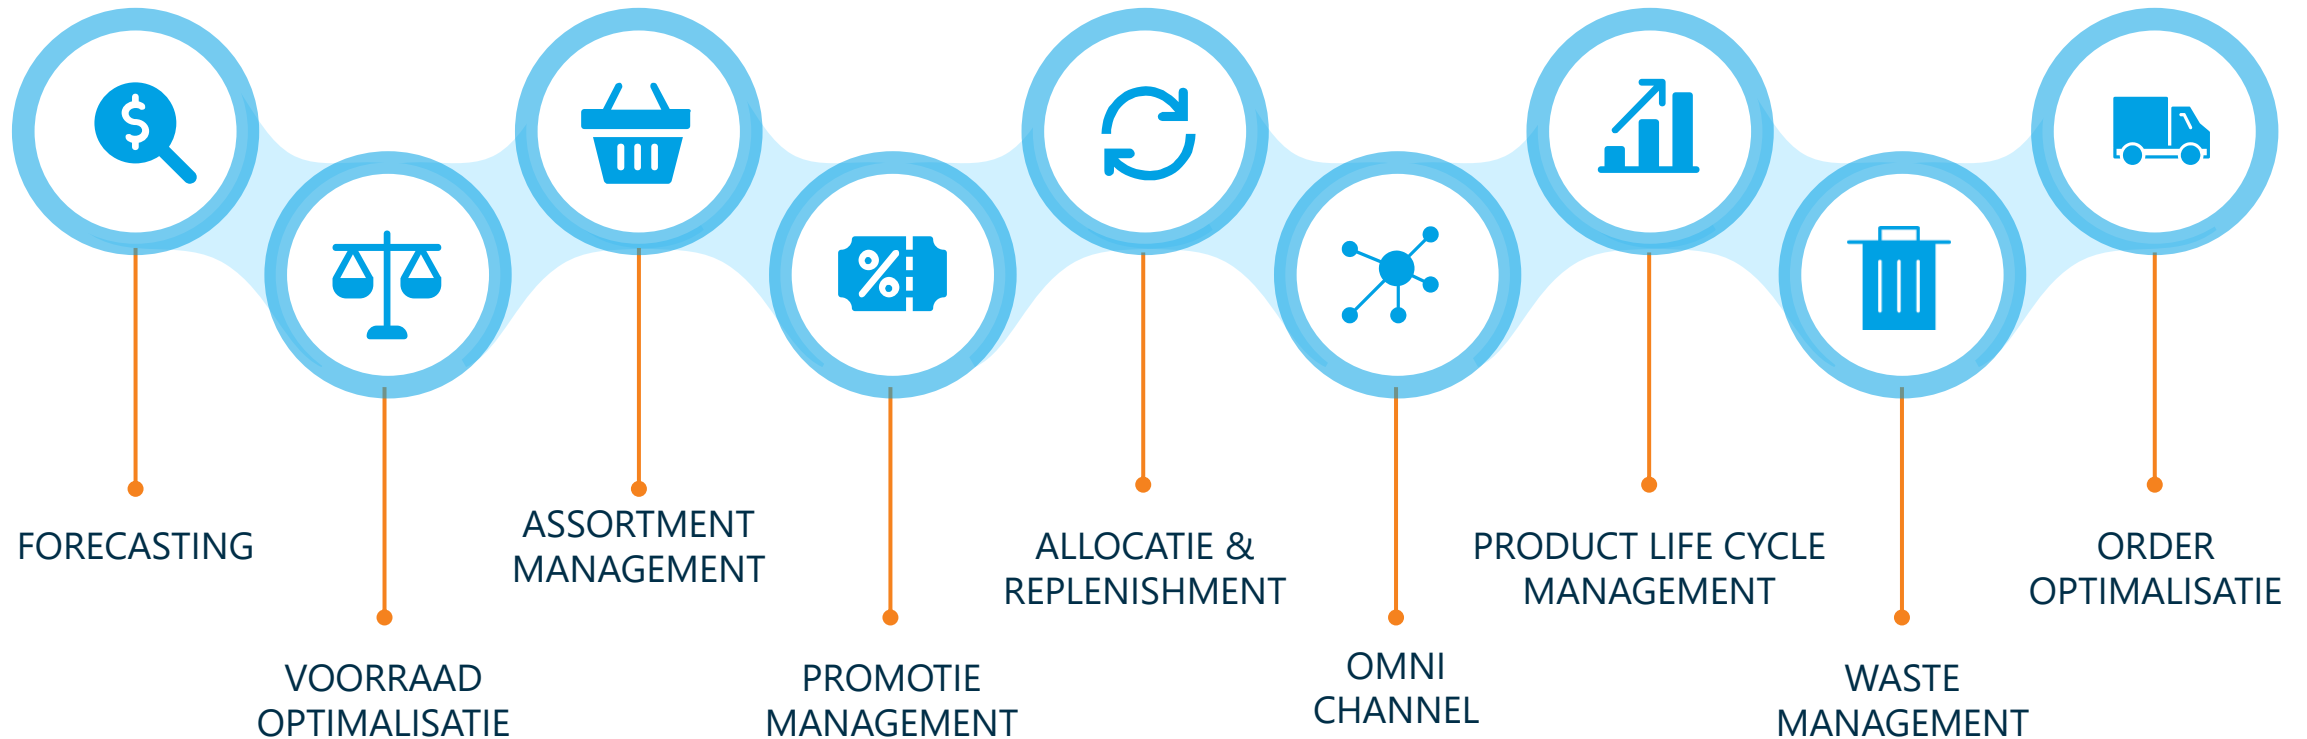 FORECASTING
VOORRAAD
OPTIMALISATIE
ASSORTMENT
MANAGEMENT
PROMOTIE
MANAGEMENT
ALLOCATIE &
REPLENISHMENT
OMNI
CHANNEL
PRODUCT LIFE CYCLE
MANAGEMENT
WASTE
MANAGEMENT
ORDER
OPTIMALISATIE